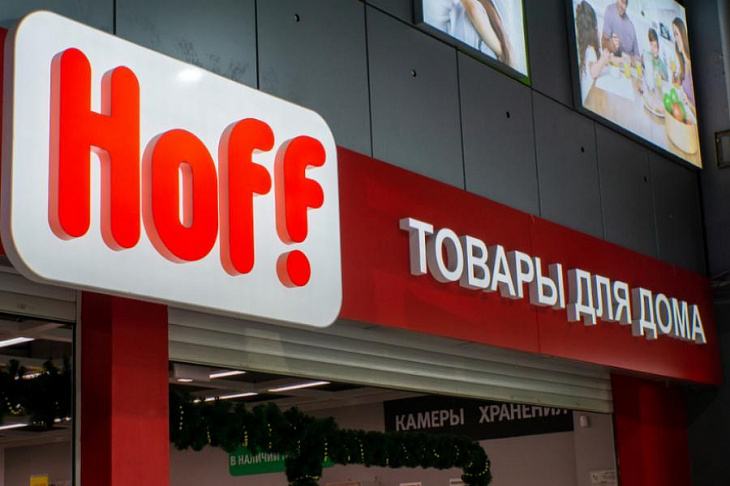 Hoff
ТОВАРЫ ДЛЯ ДОМА
КАМЕРЫ ХРАНЕНИЯ
В НАЛИЧИИ